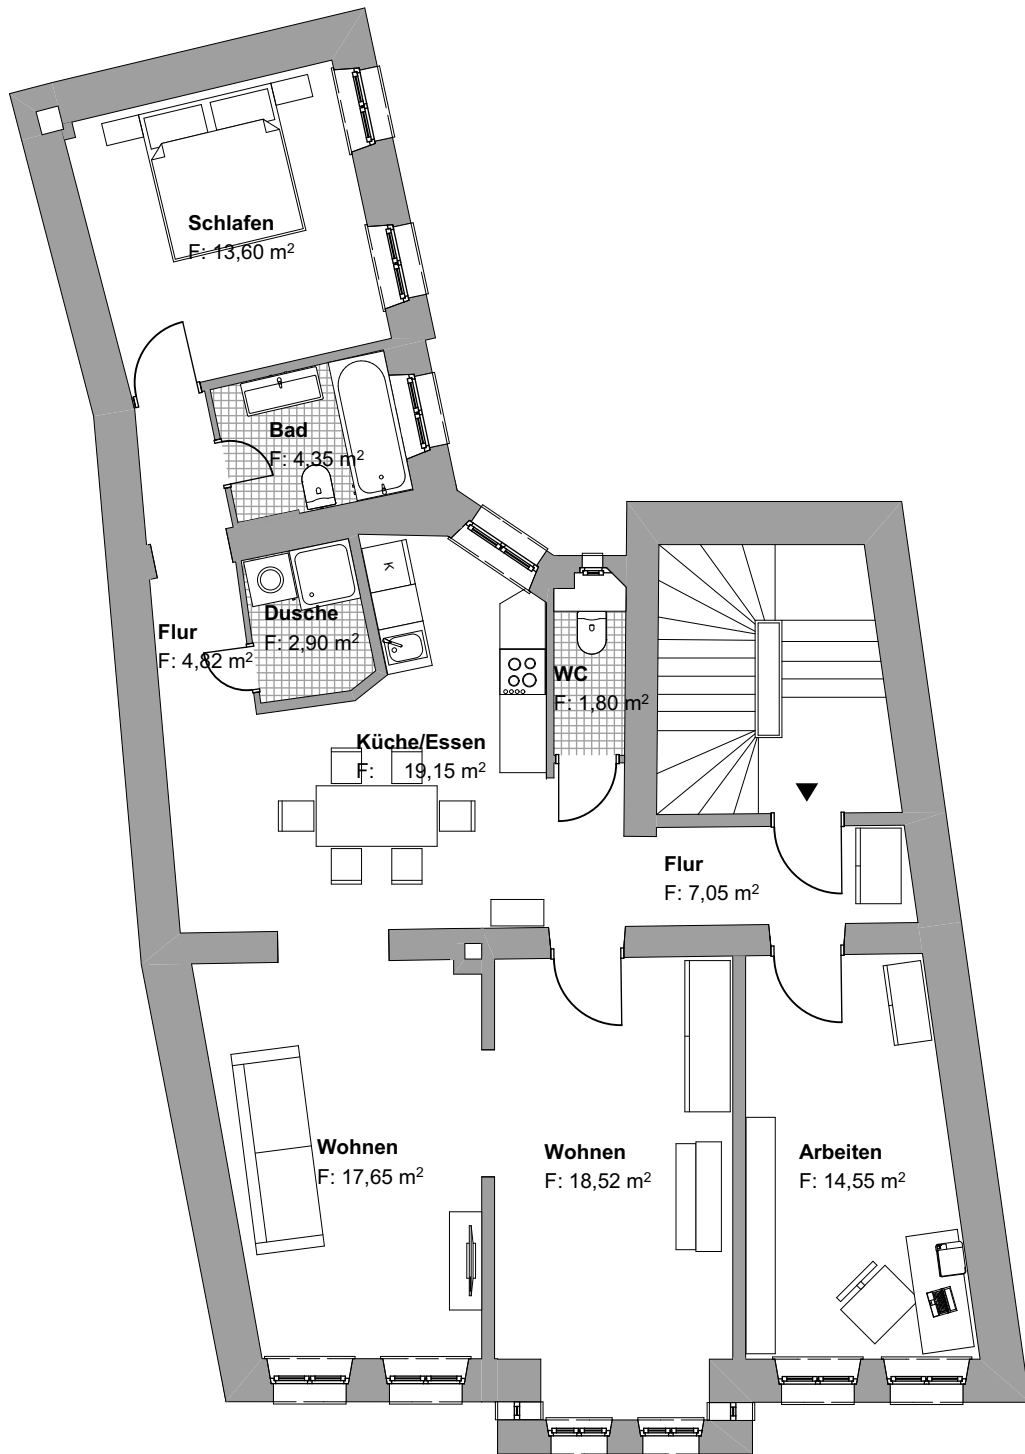 Schlafen
F: 13,60 m²
Bad
F: 4,35 m²
K
Dusche
F: 2,90 m²
Flur
F: 4,82 m²
WC
F: 1,80 m²
Küche/Essen
F: 19,15 m²
Flur
F: 7,05 m²
Wohnen
F: 17,65 m²
Wohnen
F: 18,52 m²
Arbeiten
F: 14,55 m²